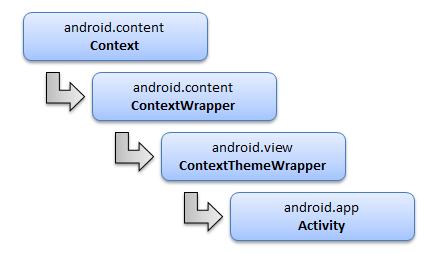 android.content
Context
android.content
ContextWrapper
android.view
ContextThemeWrapper
android.app
Activity